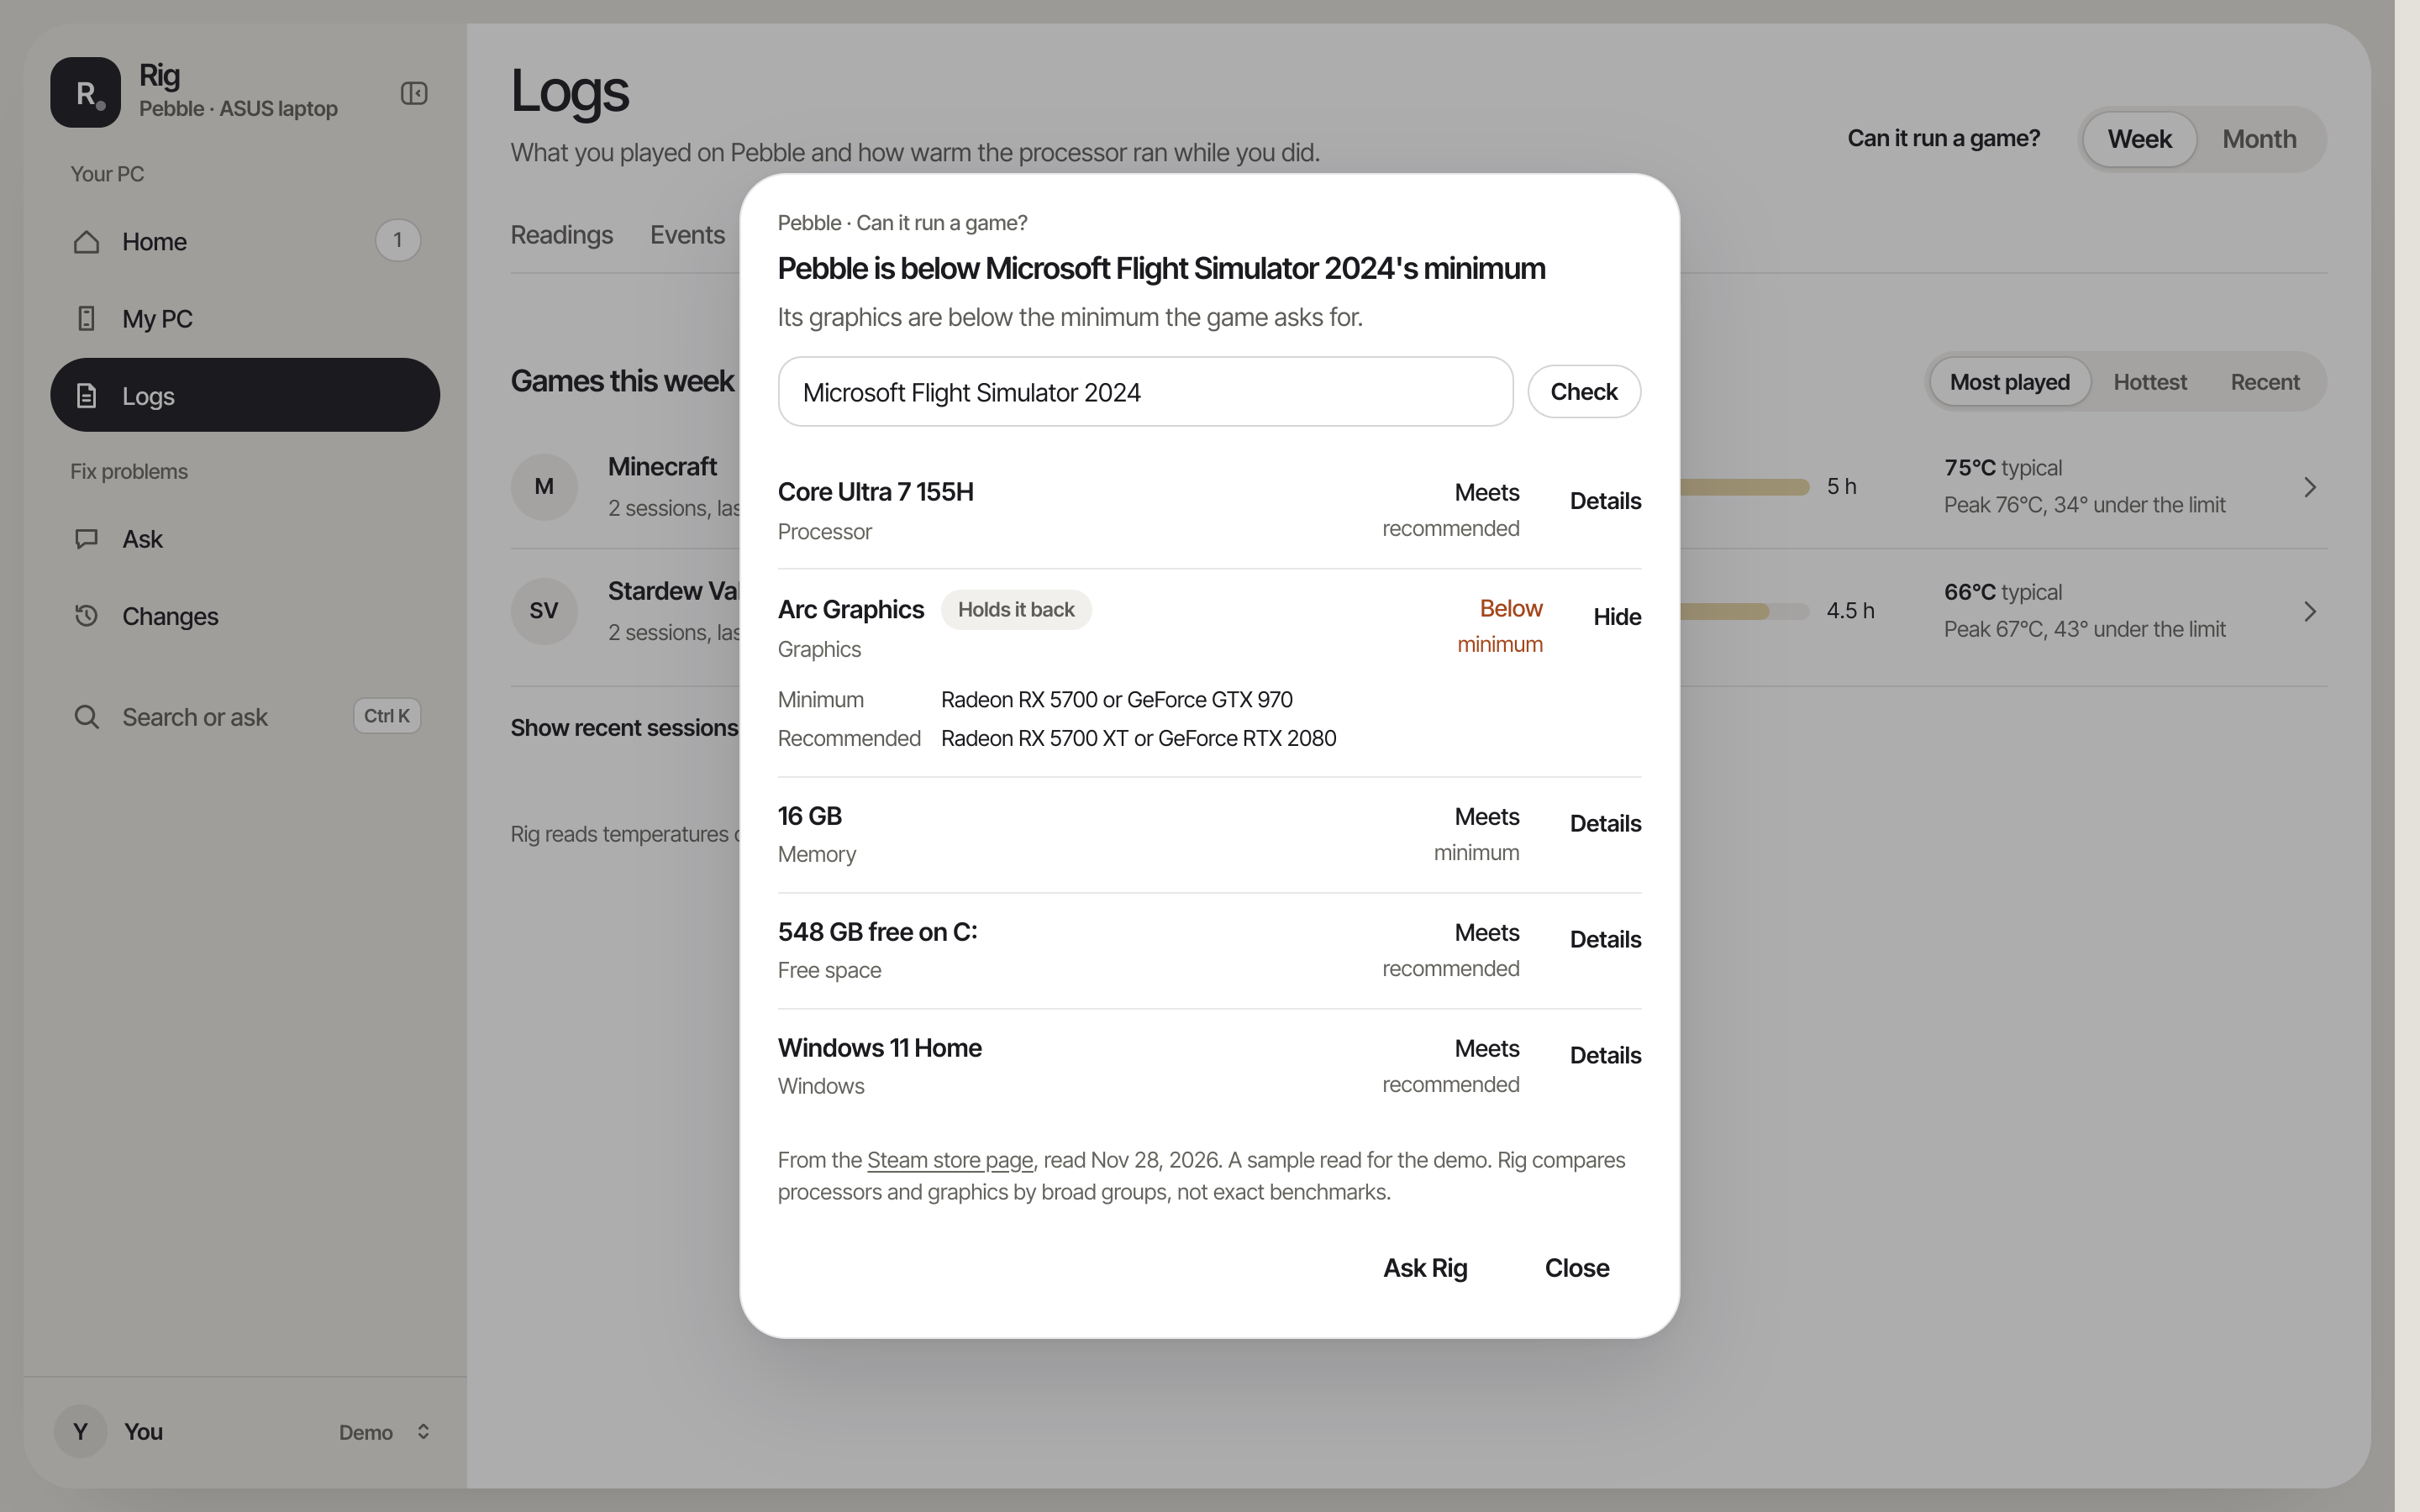 R.
Rig
Pebble · ASUS laptop
Your PC
Home
1
My PC
Logs
Fix problems
Ask
Changes
Search or ask
Ctrl K
Y
You
Demo
Logs
What you played on Pebble and how warm the processor ran while you did.
Can it run a game?
Week
Month
Readings
Events
Games this week
Most played
Hottest
Recent
M
Minecraft
2 sessions, las
5 h
75°C typical
Peak 76°C, 34° under the limit
SV
Stardew Val
2 sessions, las
4.5 h
66°C typical
Peak 67°C, 43° under the limit
Show recent sessions
Rig reads temperatures
Pebble · Can it run a game?
Pebble is below Microsoft Flight Simulator 2024's minimum
Its graphics are below the minimum the game asks for.
Microsoft Flight Simulator 2024
Check
Core Ultra 7 155H
Processor
Meets
recommended
Details
Arc Graphics
Holds it back
Graphics
Below
minimum
Hide
Minimum
Radeon RX 5700 or GeForce GTX 970
Recommended
Radeon RX 5700 XT or GeForce RTX 2080
16 GB
Memory
Meets
minimum
Details
548 GB free on C:
Free space
Meets
recommended
Details
Windows 11 Home
Windows
Meets
recommended
Details
From the Steam store page, read Nov 28, 2026. A sample read for the demo. Rig compares
processors and graphics by broad groups, not exact benchmarks.
Ask Rig
Close